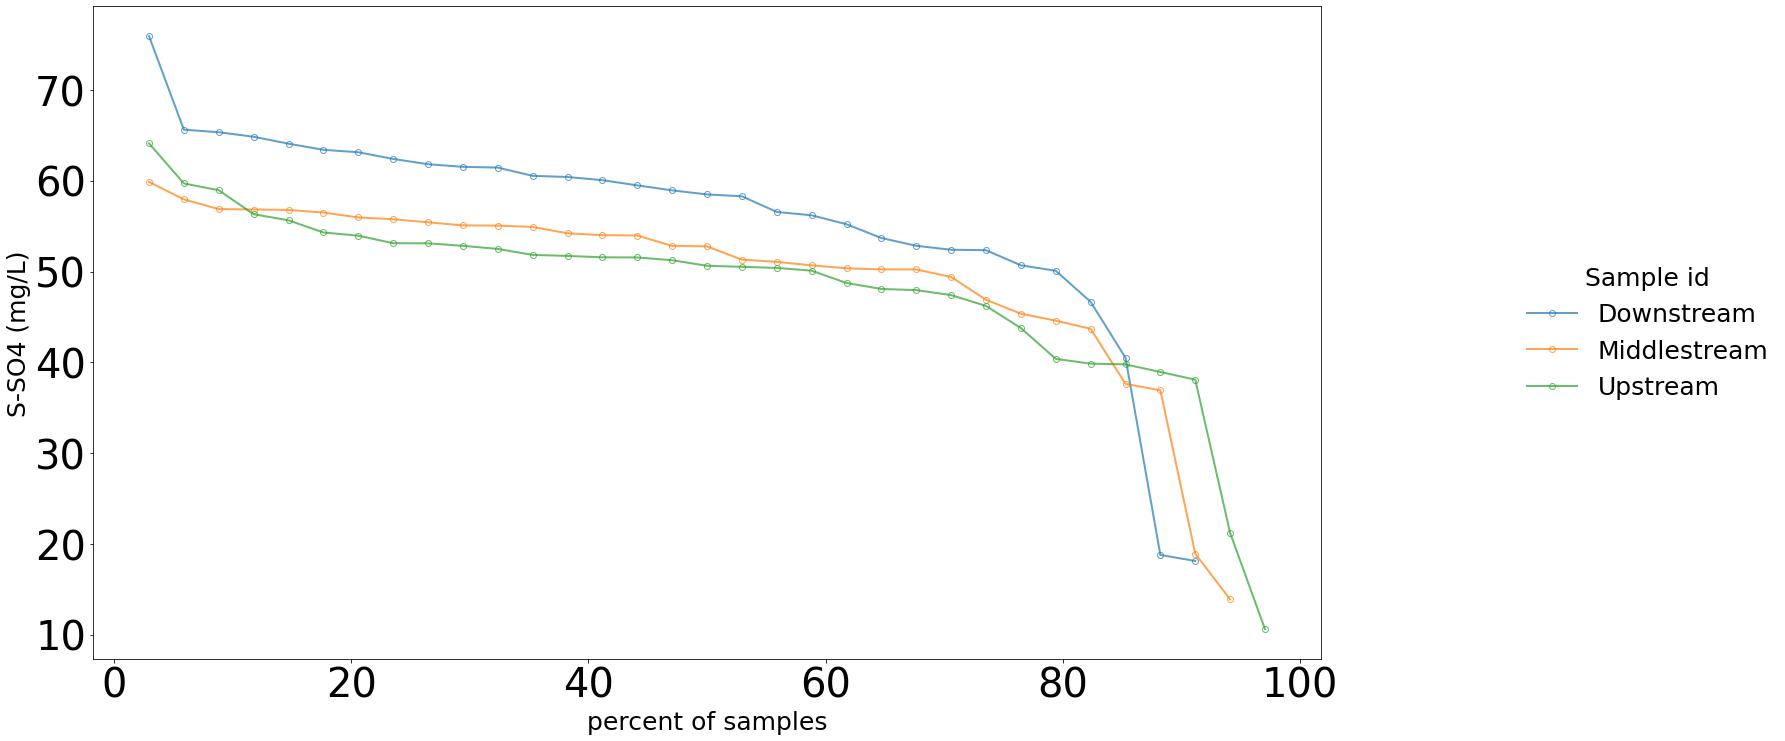 70
60
50
40
30
20
10
S-SO4 (mg/L)
0 20 40 60 80 100
percent of samples
Sample id
Downstream
Middlestream
Upstream